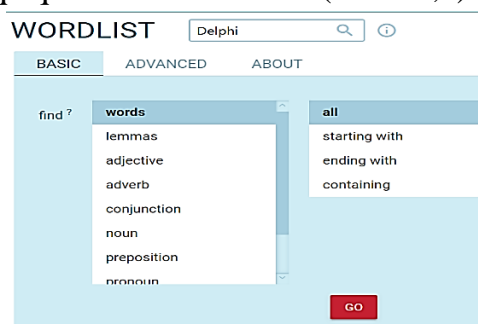 WORDLIST Delphi
BASIC ADVANCED ABOUT
find ? words all
lemmas starting with
adjective ending with
adverb containing
conjunction
noun
preposition
pronoun
GO